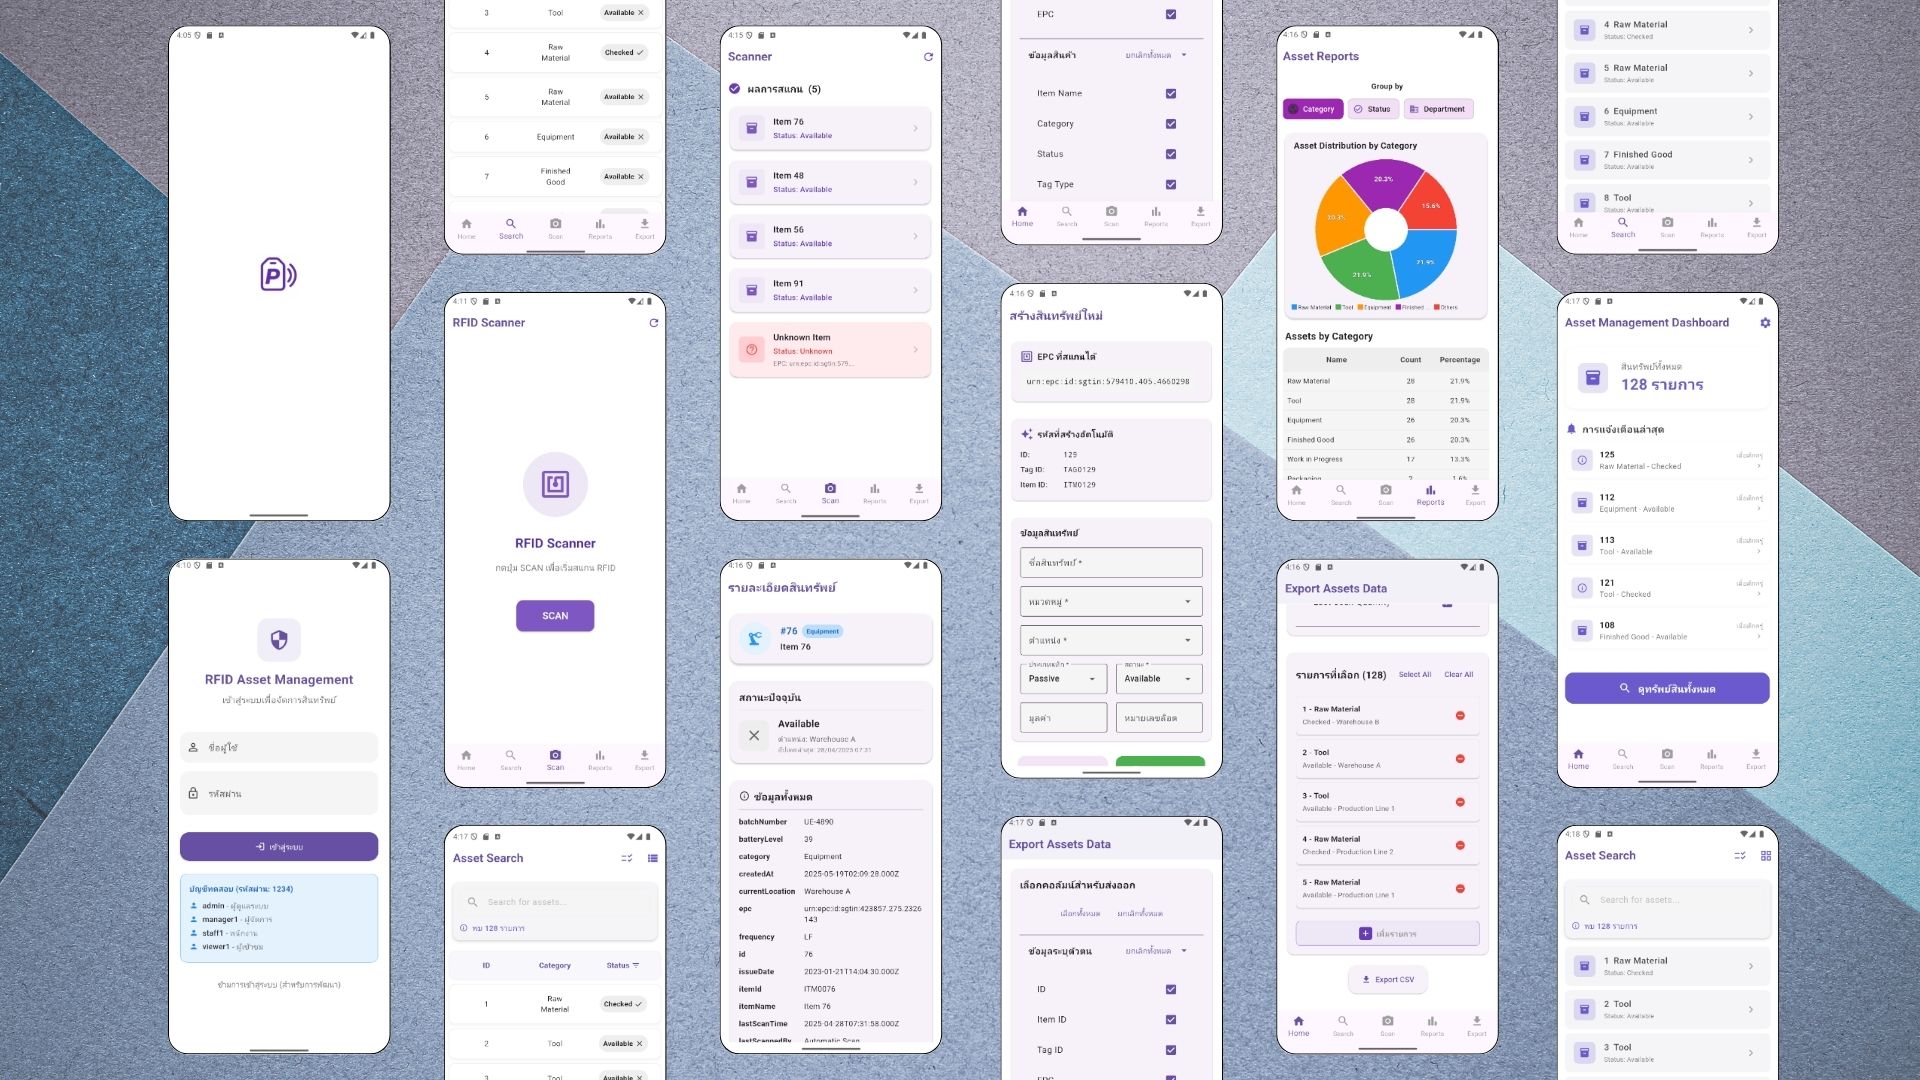 4:05
P
4:10
RFID Asset Management
เข้าสู่ระบบเพื่อจัดการสินทรัพย์
ชื่อผู้ใช้
รหัสผ่าน
เข้าสู่ระบบ
บัญชีทดสอบ (รหัสผ่าน: 1234)
admin - ผู้ดูแลระบบ
manager1 - ผู้จัดการ
staff1 - พนักงาน
viewer1 - ผู้เข้าชม
ข้ามการเข้าสู่ระบบ (สำหรับการพัฒนา)
3 Tool Available
4 Raw Material Checked
5 Raw Material Available
6 Equipment Available
7 Finished Good Available
Home Search Scan Reports Export
4:11
RFID Scanner
RFID Scanner
กดปุ่ม SCAN เพื่อเริ่มสแกน RFID
SCAN
Home Search Scan Reports Export
4:17
Asset Search
Search for assets...
พบ 128 รายการ
ID Category Status
1 Raw Material Checked
2 Tool Available
3 Tool Available
4:15
Scanner
ผลการสแกน (5)
Item 76
Status: Available
Item 48
Status: Available
Item 56
Status: Available
Item 91
Status: Available
Unknown Item
Status: Unknown
EPC: urn:epc:id:sgtin:579...
Home Search Scan Reports Export
4:16
รายละเอียดสินทรัพย์
#76 Equipment
Item 76
สถานะปัจจุบัน
Available
ตำแหน่ง: Warehouse A
อัปเดตล่าสุด: 28/04/2025 07:31
ข้อมูลทั้งหมด
batchNumber UE-4890
batteryLevel 39
category Equipment
createdAt 2025-05-19T02:09:28.000Z
currentLocation Warehouse A
epc urn:epc:id:sgtin:423857.275.2326
143
frequency LF
id 76
issueDate 2023-01-21T14:04:30.000Z
itemId ITM0076
itemName Item 76
lastScanTime 2025-04-28T07:31:58.000Z
lastScannedBy Automatic Scan
EPC
ข้อมูลสินค้า ยกเลิกทั้งหมด
Item Name
Category
Status
Tag Type
Home Search Scan Reports Export
4:16
สร้างสินทรัพย์ใหม่
EPC ที่สแกนได้
urn:epc:id:sgtin:579410.405.4660298
รหัสที่สร้างอัตโนมัติ
ID: 129
Tag ID: TAG0129
Item ID: ITM0129
ข้อมูลสินทรัพย์
ชื่อสินทรัพย์ *
หมวดหมู่ *
ตำแหน่ง *
ประเภทแท็ก * สถานะ *
Passive Available
มูลค่า หมายเลขล็อต
4:17
Export Assets Data
เลือกคอลัมน์สำหรับส่งออก
เลือกทั้งหมด ยกเลิกทั้งหมด
ข้อมูลระบุตัวตน ยกเลิกทั้งหมด
ID
Item ID
Tag ID
EPC
4:16
Asset Reports
Group by
Category Status Department
Asset Distribution by Category
20.3%
15.6%
20.3%
21.9%
21.9%
Raw Material Tool Equipment Finished ... Others
Assets by Category
Name Count Percentage
Raw Material 28 21.9%
Tool 28 21.9%
Equipment 26 20.3%
Finished Good 26 20.3%
Work in Progress 17 13.3%
Packaging 2 1.6%
Home Search Scan Reports Export
4:16
Export Assets Data
Last Scan Quantity
รายการที่เลือก (128) Select All Clear All
1 - Raw Material
Checked - Warehouse B
2 - Tool
Available - Warehouse A
3 - Tool
Available - Production Line 1
4 - Raw Material
Checked - Production Line 2
5 - Raw Material
Available - Production Line 1
เพิ่มรายการ
Export CSV
Home Search Scan Reports Export
4 Raw Material
Status: Checked
5 Raw Material
Status: Available
6 Equipment
Status: Available
7 Finished Good
Status: Available
8 Tool
Status: Available
Home Search Scan Reports Export
4:17
Asset Management Dashboard
สินทรัพย์ทั้งหมด
128 รายการ
การแจ้งเตือนล่าสุด
125
Raw Material - Checked
เมื่อสักครู่
112
Equipment - Available
เมื่อสักครู่
113
Tool - Available
เมื่อสักครู่
121
Tool - Checked
เมื่อสักครู่
108
Finished Good - Available
เมื่อสักครู่
ดูทรัพย์สินทั้งหมด
Home Search Scan Reports Export
4:18
Asset Search
Search for assets...
พบ 128 รายการ
1 Raw Material
Status: Checked
2 Tool
Status: Available
3 Tool
Status: Available